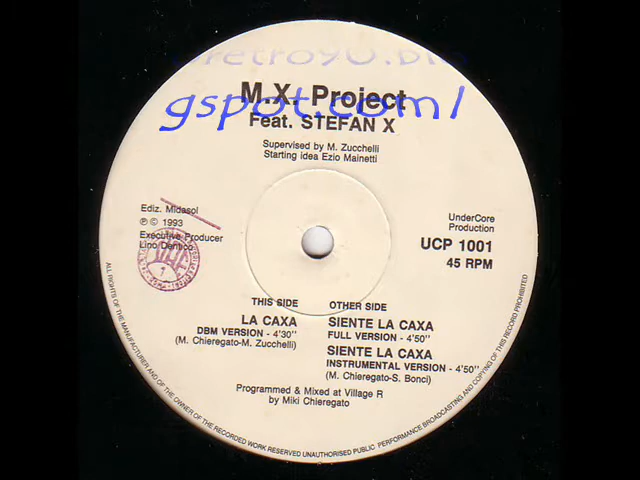 retro90.blo
M.X. Project
gspot.com/
Feat. STEFAN X
Supervised by M. Zucchelli
Starting idea Ezio Mainetti
Ediz. Midasol
℗ © 1993
Executive Producer
Lino Dentico
UnderCore
Production
UCP 1001
45 RPM
THIS SIDE
LA CAXA
DBM VERSION - 4'30"
(M. Chieregato-M. Zucchelli)
OTHER SIDE
SIENTE LA CAXA
FULL VERSION - 4'50"
SIENTE LA CAXA
INSTRUMENTAL VERSION - 4'50"
(M. Chieregato-S. Bonci)
Programmed & Mixed at Village R
by Miki Chieregato
ALL RIGHTS OF THE MANUFACTURER AND OF THE OWNER OF THE RECORDED WORK RESERVED UNAUTHORISED PUBLIC PERFORMANCE BROADCASTING AND COPYING OF THIS RECORD PROHIBITED